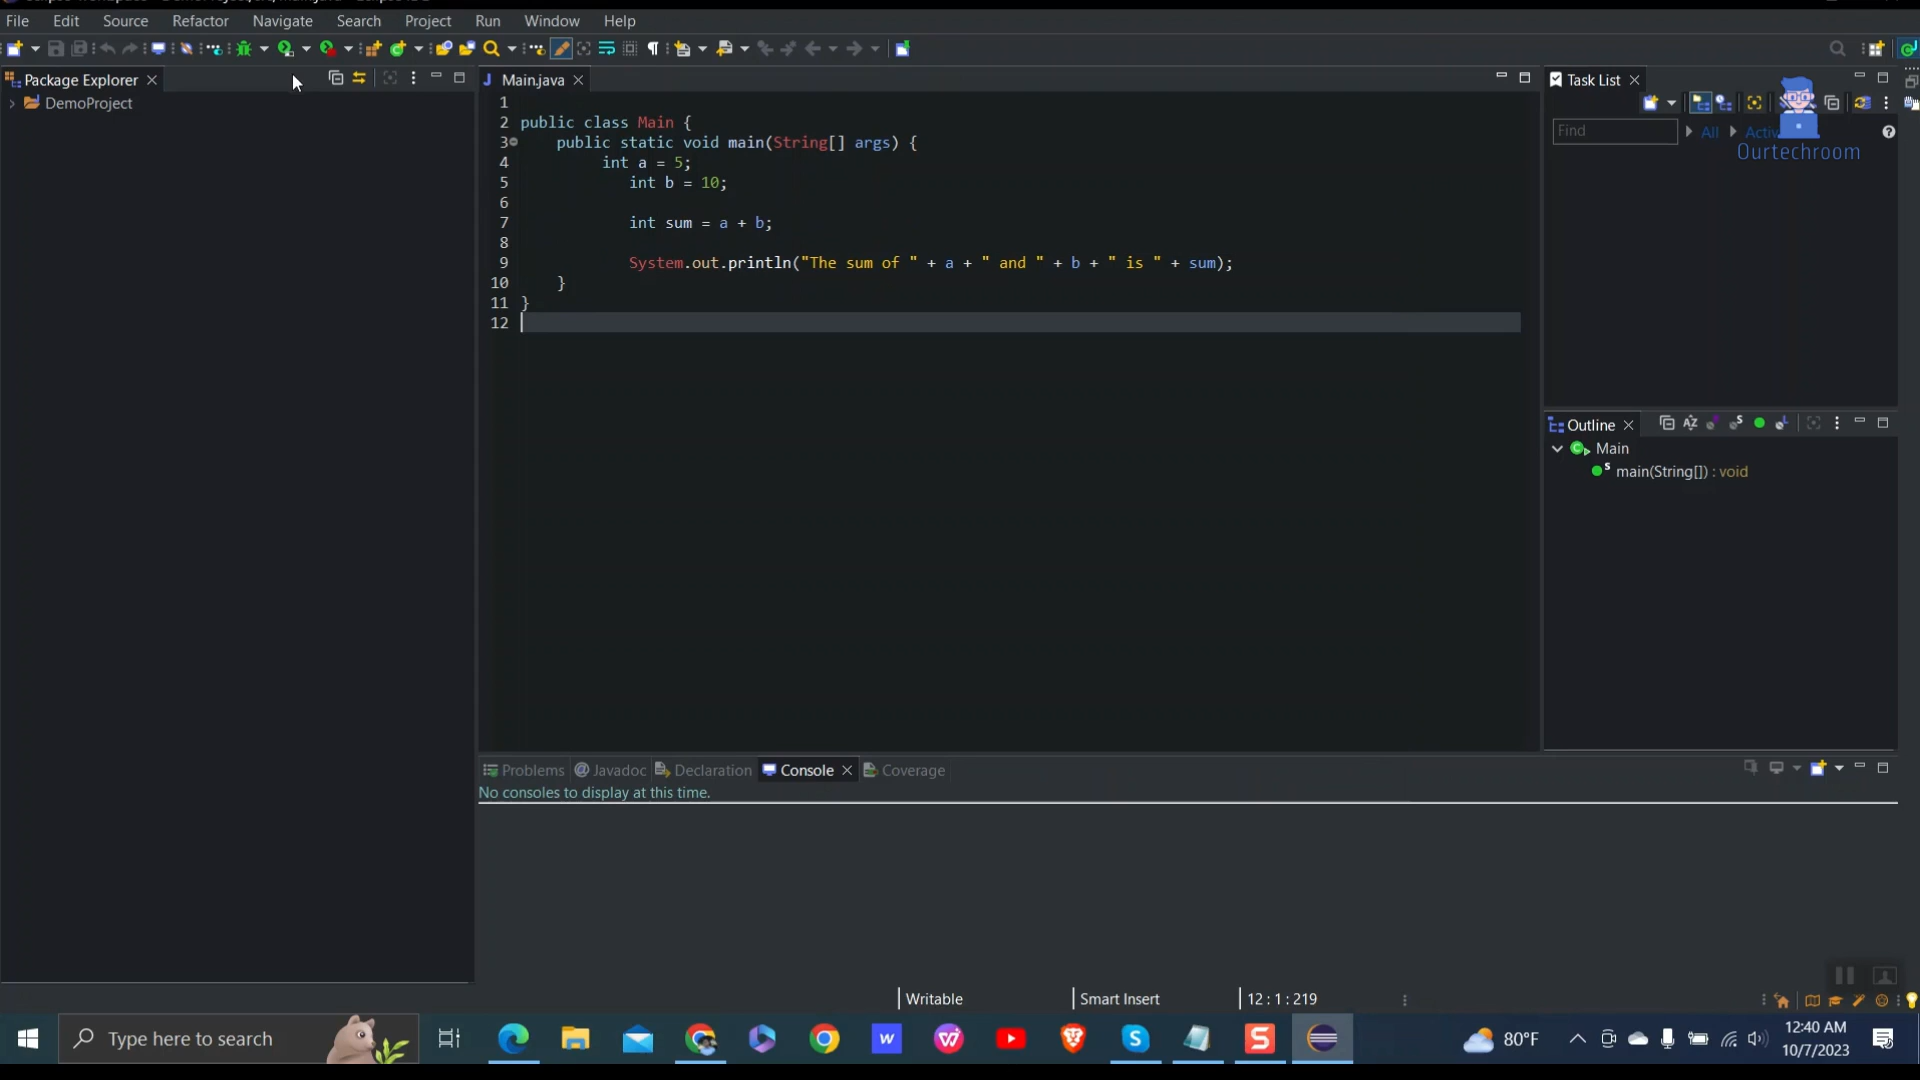 File Edit Source Refactor Navigate Search Project Run Window Help
Package Explorer
DemoProject
Main.java
1
2 public class Main {
3 public static void main(String[] args) {
4 int a = 5;
5 int b = 10;
6
7 int sum = a + b;
8
9 System.out.println("The sum of " + a + " and " + b + " is " + sum);
10 }
11 }
12
Task List
Find
All
Ourtechroom
Outline
Main
main(String[]) : void
Problems Javadoc Declaration Console Coverage
No consoles to display at this time.
Writable Smart Insert 12 : 1 : 219
Type here to search
80°F
12:40 AM
10/7/2023